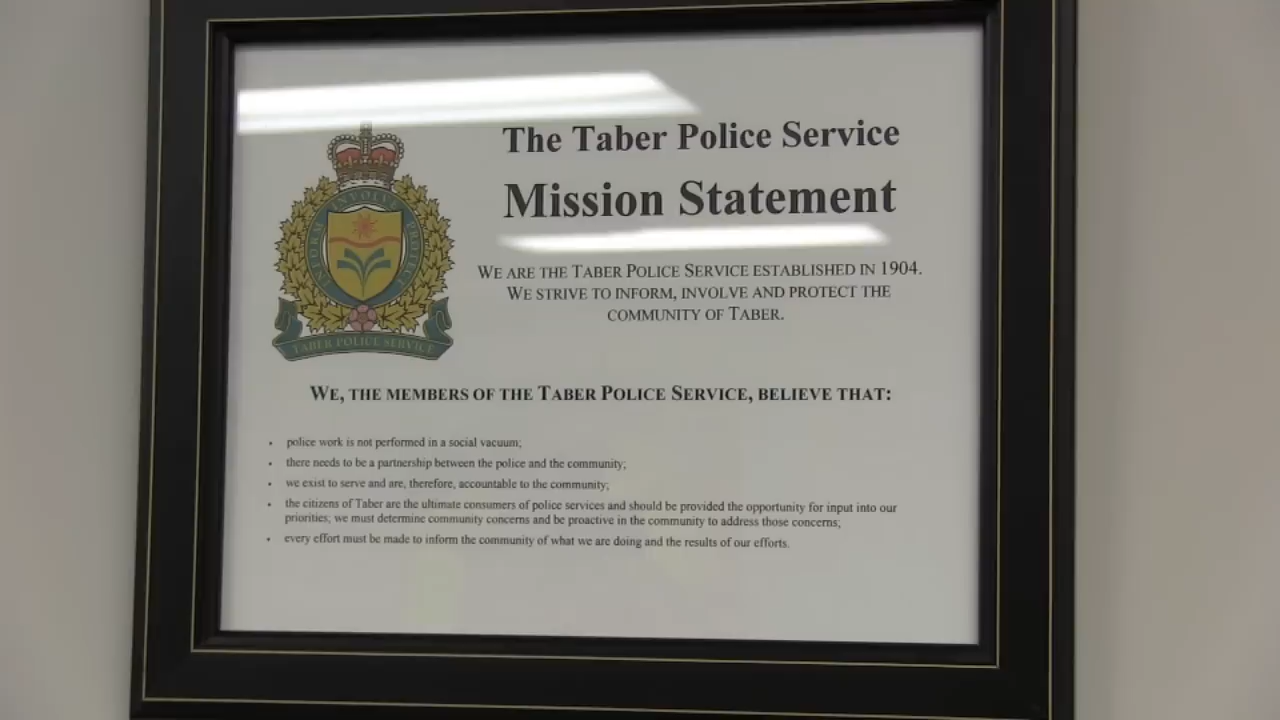 The Taber Police Service
Mission Statement
INFORM INVOLVE PROTECT
TABER POLICE SERVICE
WE ARE THE TABER POLICE SERVICE ESTABLISHED IN 1904.
WE STRIVE TO INFORM, INVOLVE AND PROTECT THE
COMMUNITY OF TABER.
WE, THE MEMBERS OF THE TABER POLICE SERVICE, BELIEVE THAT:
• police work is not performed in a social vacuum;
• there needs to be a partnership between the police and the community;
• we exist to serve and are, therefore, accountable to the community;
• the citizens of Taber are the ultimate consumers of police services and should be provided the opportunity for input into our
priorities; we must determine community concerns and be proactive in the community to address those concerns;
• every effort must be made to inform the community of what we are doing and the results of our efforts.